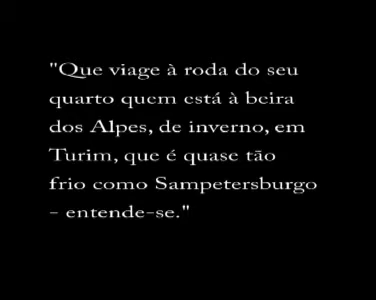 "Que viage à roda do seu
quarto quem está à beira
dos Alpes, de inverno, em
Turim, que é quase tão
frio como Sampetersburgo
- entende-se."